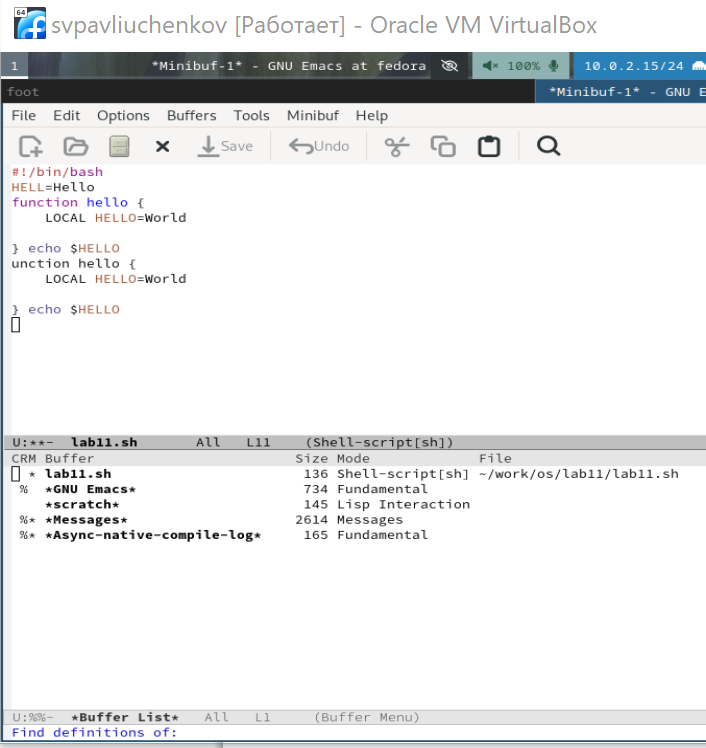 64
svpavliuchenkov [Работает] - Oracle VM VirtualBox
1 *Minibuf-1* - GNU Emacs at fedora 100% 10.0.2.15/24
foot *Minibuf-1* - GNU E
File Edit Options Buffers Tools Minibuf Help
Save Undo
#!/bin/bash
HELL=Hello
function hello {
    LOCAL HELLO=World
} echo $HELLO
unction hello {
    LOCAL HELLO=World
} echo $HELLO
U:**- lab11.sh All L11 (Shell-script[sh])
CRM Buffer Size Mode File
* lab11.sh 136 Shell-script[sh] ~/work/os/lab11/lab11.sh
% *GNU Emacs* 734 Fundamental
*scratch* 145 Lisp Interaction
%* *Messages* 2614 Messages
%* *Async-native-compile-log* 165 Fundamental
U:%%- *Buffer List* All L1 (Buffer Menu)
Find definitions of: